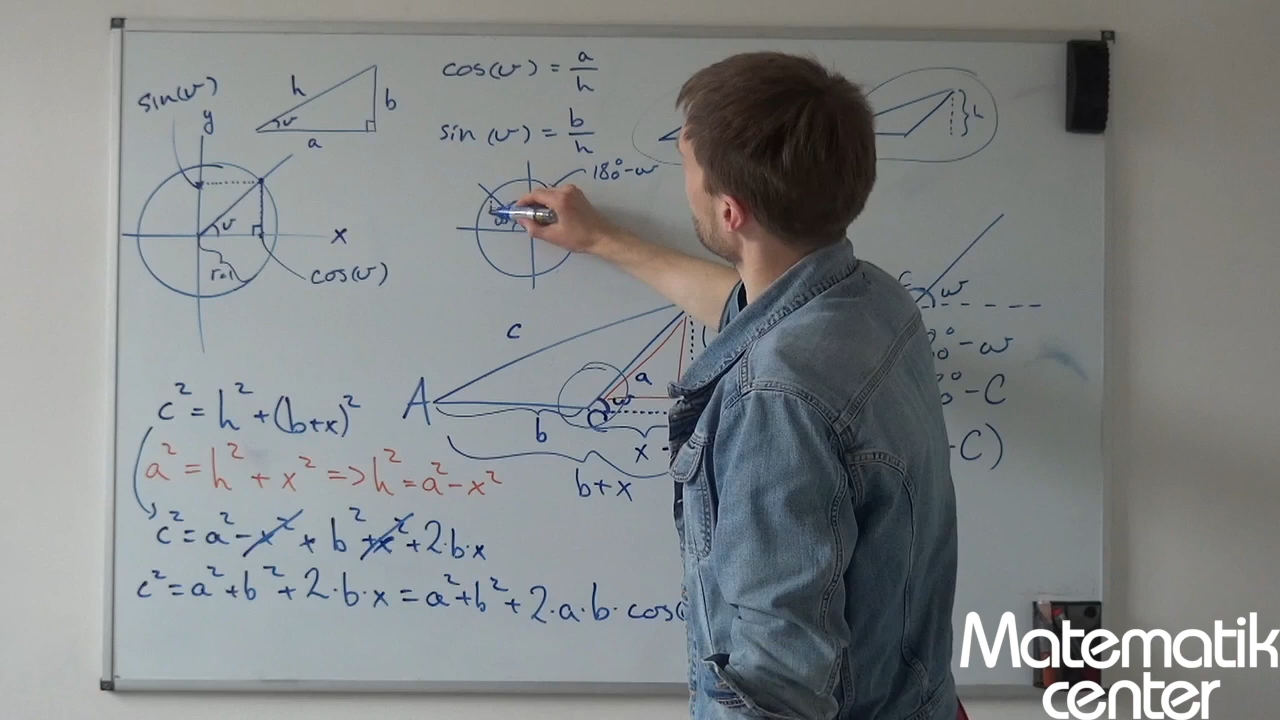 sin(v)
y
h
v
b
a
cos(v) = a/h
sin(v) = b/h
h
180°-w
w
v
x
r=1
cos(v)
c
w
c
-w
°-C
-C)
A
a
w
b
x
b+x
c² = h² + (b+x)²
a² = h² + x² => h² = a² - x²
c² = a² - x² + b² + x² + 2·b·x
c² = a² + b² + 2·b·x = a² + b² + 2·a·b·cos(
Matematik
center